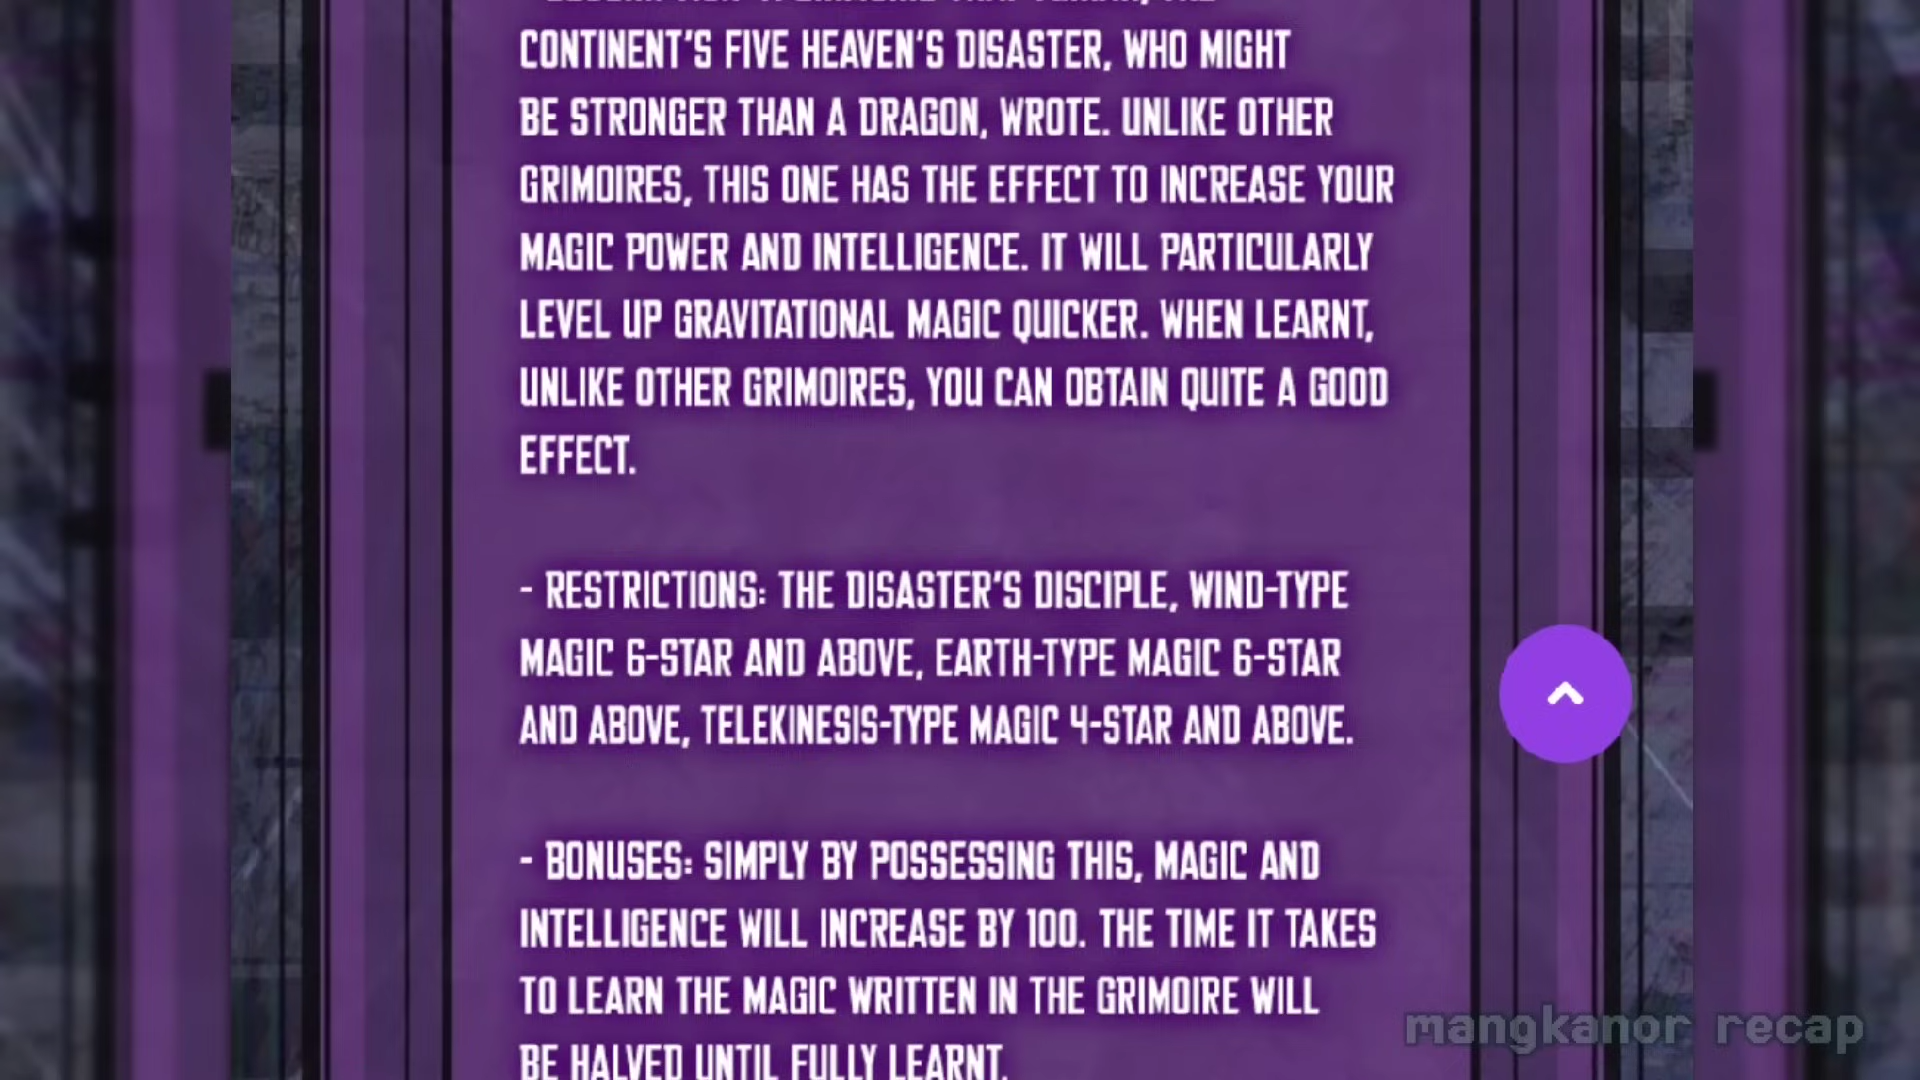 CONTINENT'S FIVE HEAVEN'S DISASTER, WHO MIGHT
BE STRONGER THAN A DRAGON, WROTE. UNLIKE OTHER
GRIMOIRES, THIS ONE HAS THE EFFECT TO INCREASE YOUR
MAGIC POWER AND INTELLIGENCE. IT WILL PARTICULARLY
LEVEL UP GRAVITATIONAL MAGIC QUICKER. WHEN LEARNT,
UNLIKE OTHER GRIMOIRES, YOU CAN OBTAIN QUITE A GOOD
EFFECT.
- RESTRICTIONS: THE DISASTER'S DISCIPLE, WIND-TYPE
MAGIC 6-STAR AND ABOVE, EARTH-TYPE MAGIC 6-STAR
AND ABOVE, TELEKINESIS-TYPE MAGIC 4-STAR AND ABOVE.
- BONUSES: SIMPLY BY POSSESSING THIS, MAGIC AND
INTELLIGENCE WILL INCREASE BY 100. THE TIME IT TAKES
TO LEARN THE MAGIC WRITTEN IN THE GRIMOIRE WILL
BE HALVED UNTIL FULLY LEARNT.
mangkanor recap